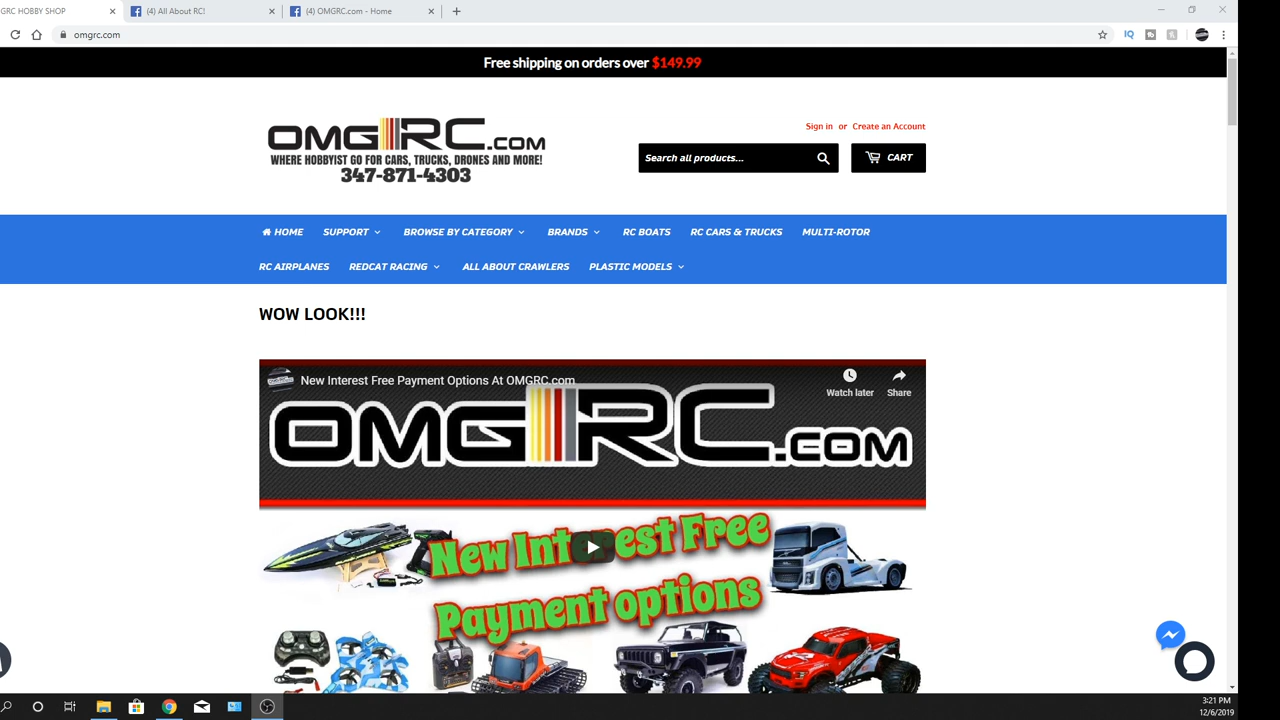 GRC HOBBY SHOP
(4) All About RC!
(4) OMGRC.com - Home
omgrc.com
IQ
Free shipping on orders over $149.99
OMGRC.COM
WHERE HOBBYIST GO FOR CARS, TRUCKS, DRONES AND MORE!
347-871-4303
Sign in or Create an Account
Search all products...
CART
HOME SUPPORT BROWSE BY CATEGORY BRANDS RC BOATS RC CARS & TRUCKS MULTI-ROTOR
RC AIRPLANES REDCAT RACING ALL ABOUT CRAWLERS PLASTIC MODELS
WOW LOOK!!!
New Interest Free Payment Options At OMGRC.com
Watch later
Share
OMGRC.COM
New Interest Free
Payment options
3:21 PM
12/6/2019